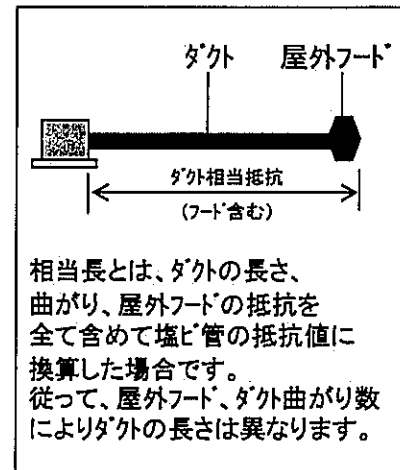 ダクト 屋外フード
ダクト相当抵抗
(フード含む)
相当長とは、ダクトの長さ、
曲がり、屋外フードの抵抗を
全て含めて塩ビ管の抵抗値に
換算した場合です。
従って、屋外フード、ダクト曲がり数
によりダクトの長さは異なります。